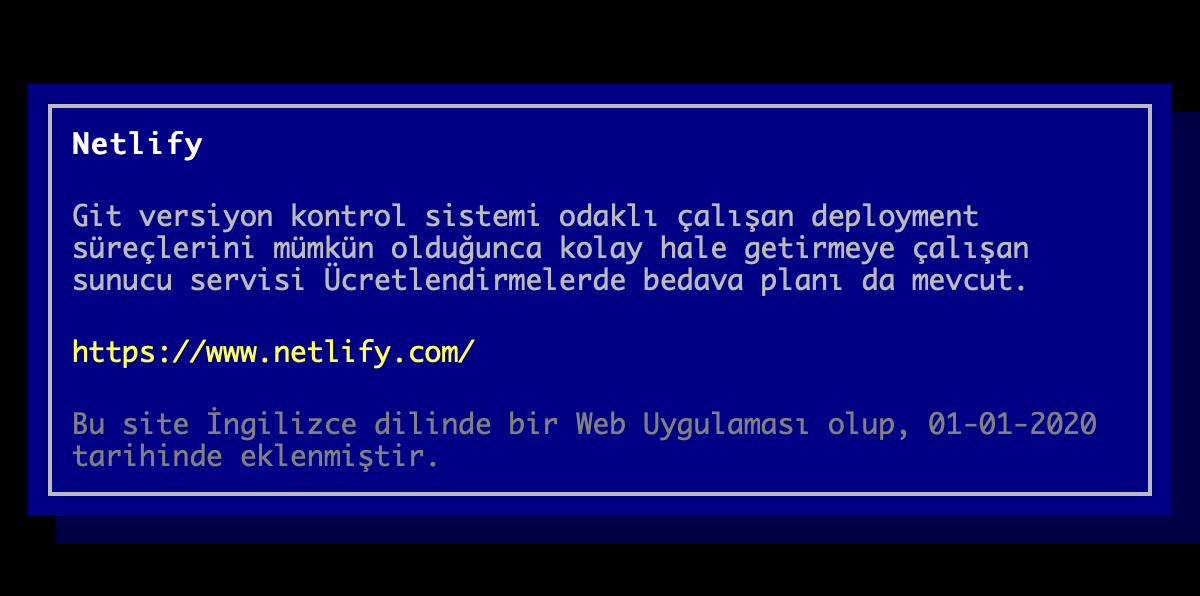 Netlify
Git versiyon kontrol sistemi odaklı çalışan deployment
süreçlerini mümkün olduğunca kolay hale getirmeye çalışan
sunucu servisi Ücretlendirmelerde bedava planı da mevcut.
https://www.netlify.com/
Bu site İngilizce dilinde bir Web Uygulaması olup, 01-01-2020
tarihinde eklenmiştir.